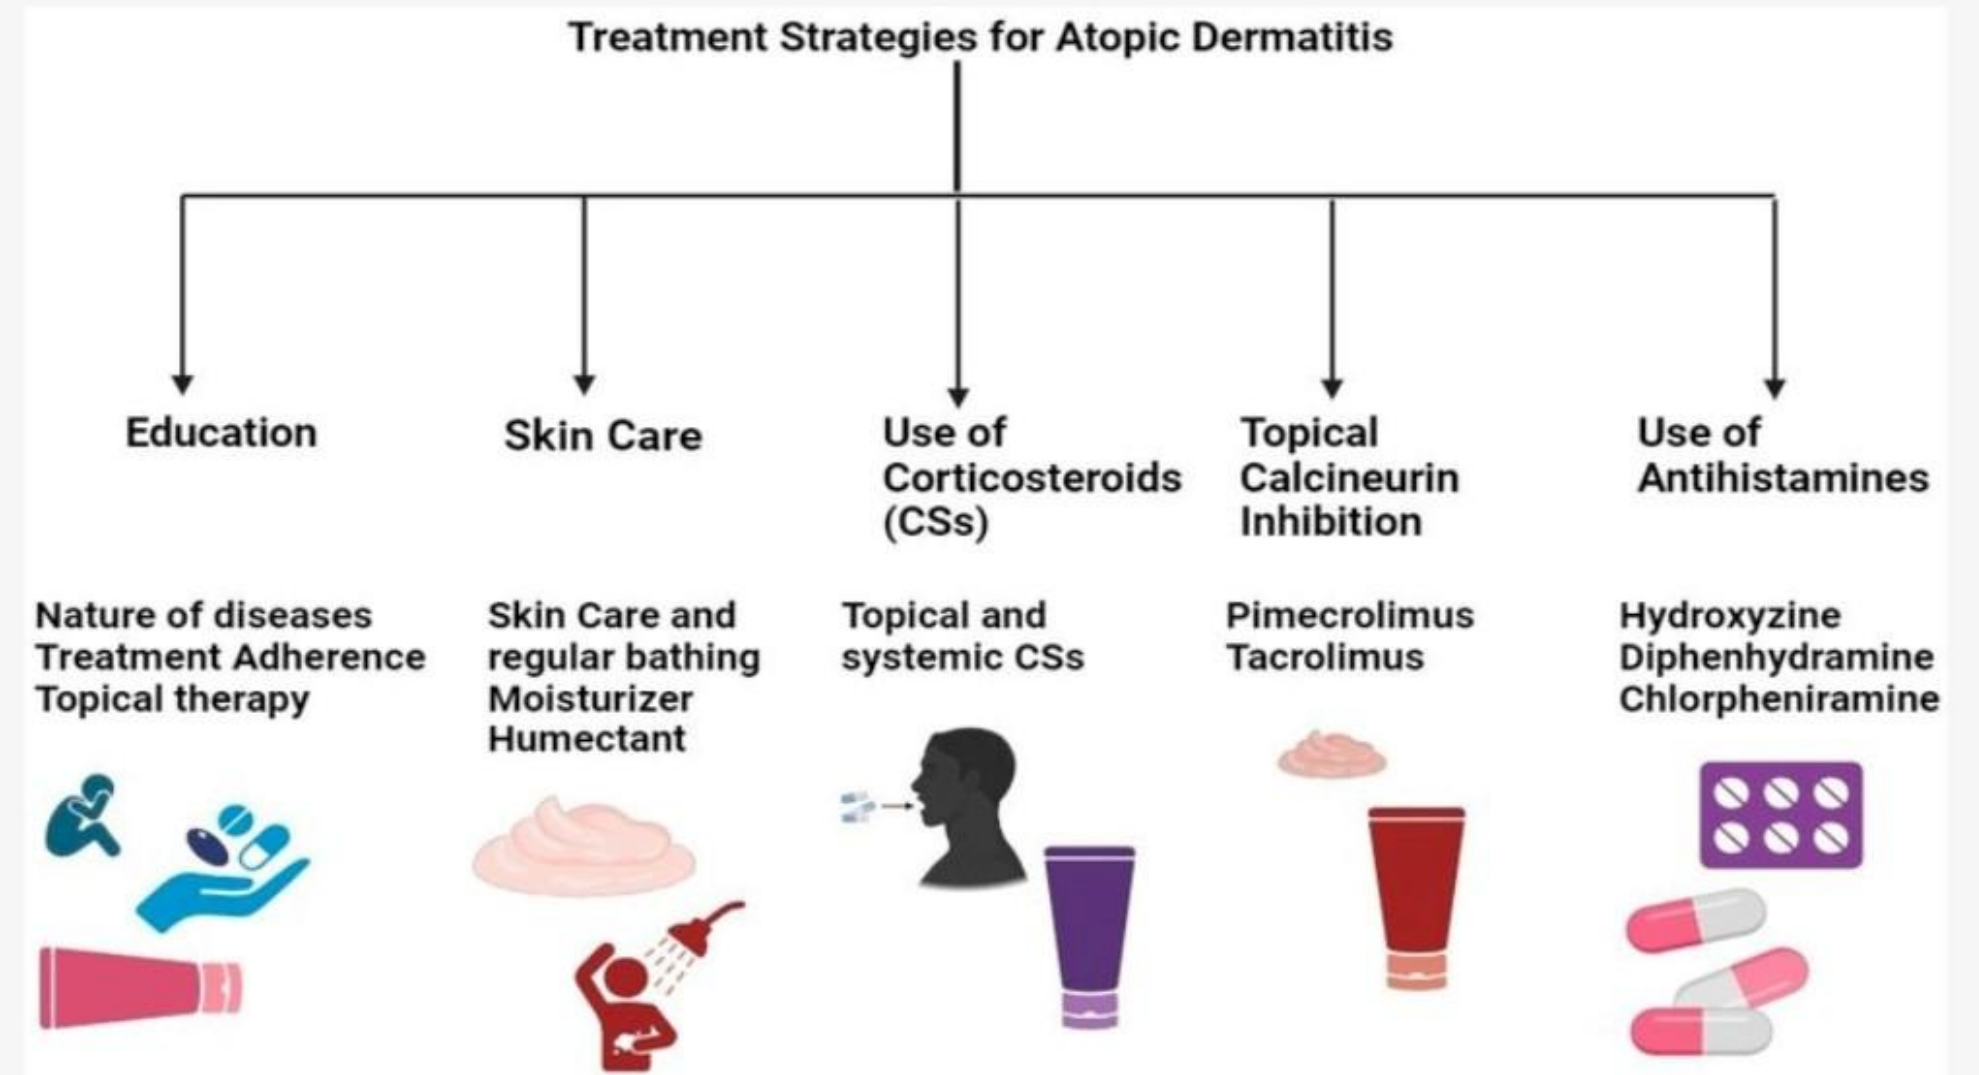 Treatment Strategies for Atopic Dermatitis
Education
Skin Care
Use of
Corticosteroids
(CSs)
Topical
Calcineurin
Inhibition
Use of
Antihistamines
Nature of diseases
Treatment Adherence
Topical therapy
Skin Care and
regular bathing
Moisturizer
Humectant
Topical and
systemic CSs
Pimecrolimus
Tacrolimus
Hydroxyzine
Diphenhydramine
Chlorpheniramine